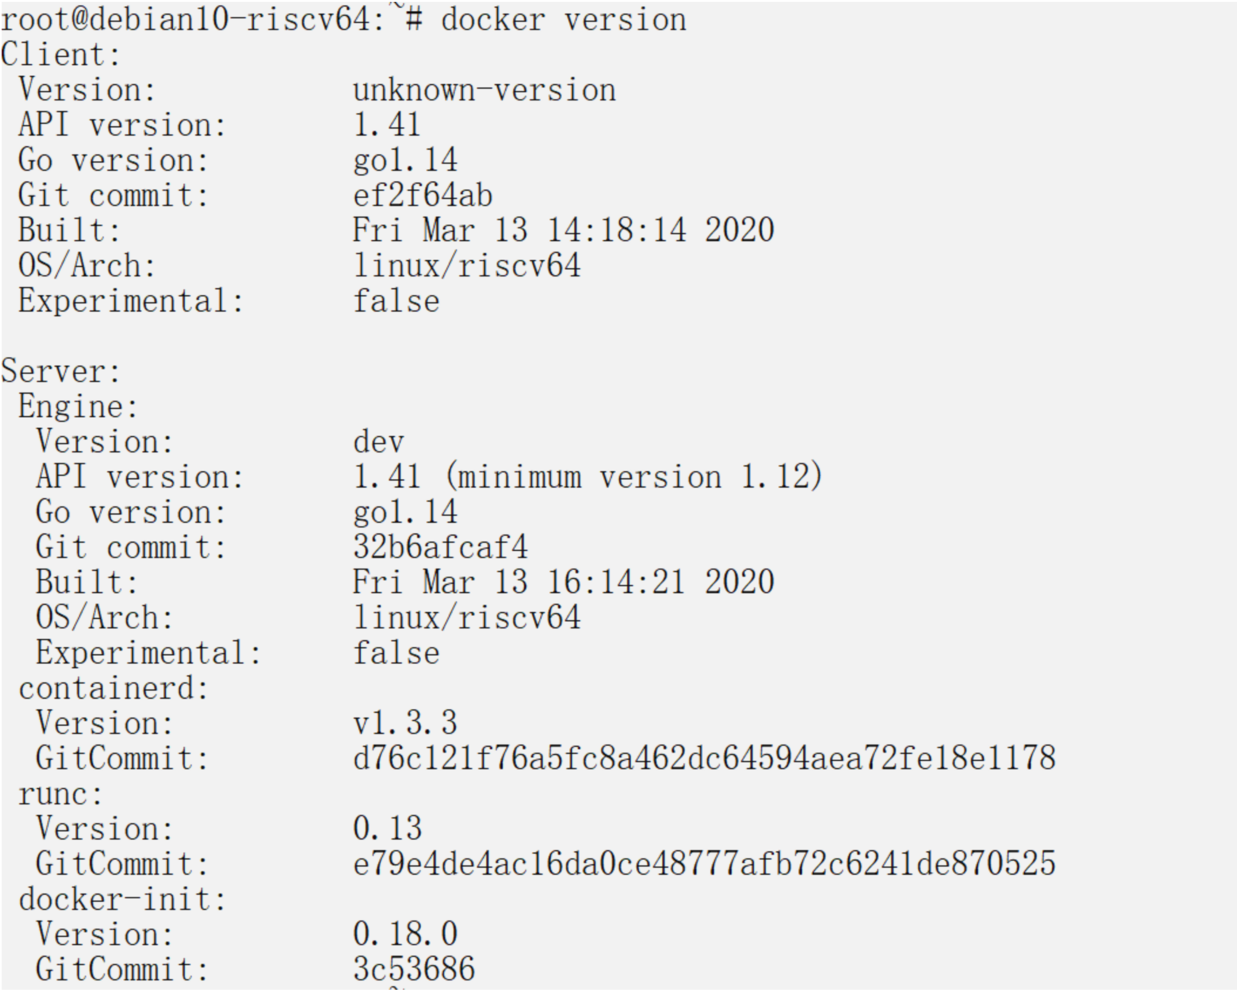 root@debian10-riscv64:~# docker version
Client:
 Version:           unknown-version
 API version:       1.41
 Go version:        go1.14
 Git commit:        ef2f64ab
 Built:             Fri Mar 13 14:18:14 2020
 OS/Arch:           linux/riscv64
 Experimental:      false

Server:
 Engine:
  Version:          dev
  API version:      1.41 (minimum version 1.12)
  Go version:       go1.14
  Git commit:       32b6afcaf4
  Built:            Fri Mar 13 16:14:21 2020
  OS/Arch:          linux/riscv64
  Experimental:     false
 containerd:
  Version:          v1.3.3
  GitCommit:        d76c121f76a5fc8a462dc64594aea72fe18e1178
 runc:
  Version:          0.13
  GitCommit:        e79e4de4ac16da0ce48777afb72c6241de870525
 docker-init:
  Version:          0.18.0
  GitCommit:        3c53686